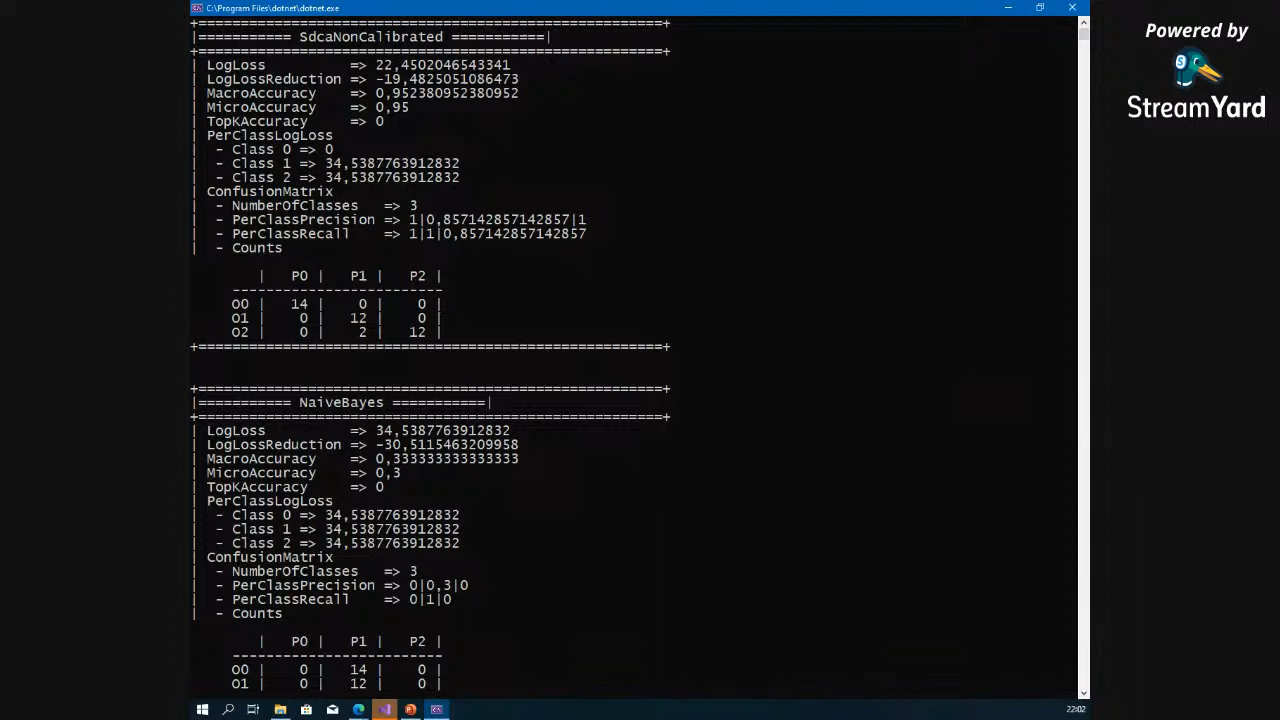 C:\Program Files\dotnet\dotnet.exe
+=======================================================+
|=========== SdcaNonCalibrated ===========|
+=======================================================+
| LogLoss          => 22,4502046543341
| LogLossReduction => -19,4825051086473
| MacroAccuracy    => 0,952380952380952
| MicroAccuracy    => 0,95
| TopKAccuracy     => 0
| PerClassLogLoss
|  - Class 0 => 0
|  - Class 1 => 34,5387763912832
|  - Class 2 => 34,5387763912832
| ConfusionMatrix
|  - NumberOfClasses   => 3
|  - PerClassPrecision => 1|0,857142857142857|1
|  - PerClassRecall    => 1|1|0,857142857142857
|  - Counts
|   P0 |   P1 |   P2 |
-------------------------
O0 |   14 |    0 |    0 |
O1 |    0 |   12 |    0 |
O2 |    0 |    2 |   12 |
+=======================================================+
+=======================================================+
|=========== NaiveBayes ===========|
+=======================================================+
| LogLoss          => 34,5387763912832
| LogLossReduction => -30,5115463209958
| MacroAccuracy    => 0,333333333333333
| MicroAccuracy    => 0,3
| TopKAccuracy     => 0
| PerClassLogLoss
|  - Class 0 => 34,5387763912832
|  - Class 1 => 34,5387763912832
|  - Class 2 => 34,5387763912832
| ConfusionMatrix
|  - NumberOfClasses   => 3
|  - PerClassPrecision => 0|0,3|0
|  - PerClassRecall    => 0|1|0
|  - Counts
|   P0 |   P1 |   P2 |
-------------------------
O0 |    0 |   14 |    0 |
O1 |    0 |   12 |    0 |
22:02
Powered by
StreamYard